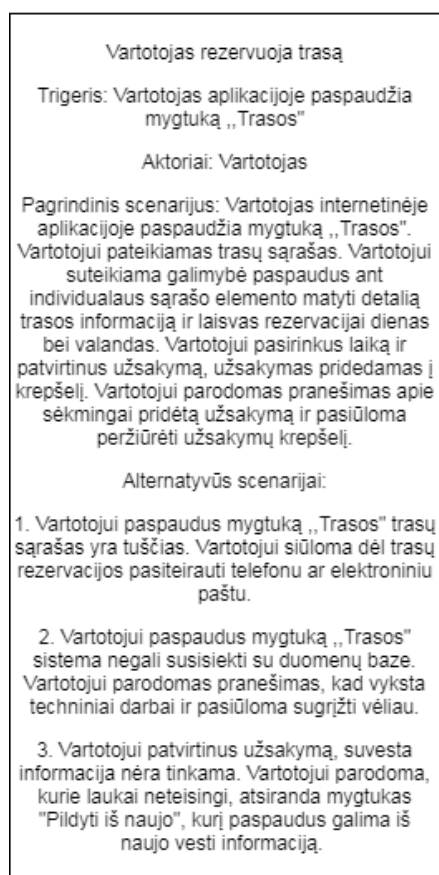 Vartotojas rezervuoja trasą
Trigeris: Vartotojas aplikacijoje paspaudžia
mygtuką ,,Trasos"
Aktoriai: Vartotojas
Pagrindinis scenarijus: Vartotojas internetinėje
aplikacijoje paspaudžia mygtuką ,,Trasos".
Vartotojui pateikiamas trasų sąrašas. Vartotojui
suteikiama galimybė paspaudus ant
individualaus sąrašo elemento matyti detalią
trasos informaciją ir laisvas rezervacijai dienas
bei valandas. Vartotojui pasirinkus laiką ir
patvirtinus užsakymą, užsakymas pridedamas į
krepšelį. Vartotojui parodomas pranešimas apie
sėkmingai pridėtą užsakymą ir pasiūloma
peržiūrėti užsakymų krepšelį.
Alternatyvūs scenarijai:
1. Vartotojui paspaudus mygtuką ,,Trasos" trasų
sąrašas yra tuščias. Vartotojui siūloma dėl trasų
rezervacijos pasiteirauti telefonu ar elektroniniu
paštu.
2. Vartotojui paspaudus mygtuką ,,Trasos"
sistema negali susisiekti su duomenų baze.
Vartotojui parodomas pranešimas, kad vyksta
techniniai darbai ir pasiūloma sugrįžti vėliau.
3. Vartotojui patvirtinus užsakymą, suvesta
informacija nėra tinkama. Vartotojui parodoma,
kurie laukai neteisingi, atsiranda mygtukas
"Pildyti iš naujo", kurį paspaudus galima iš
naujo vesti informaciją.